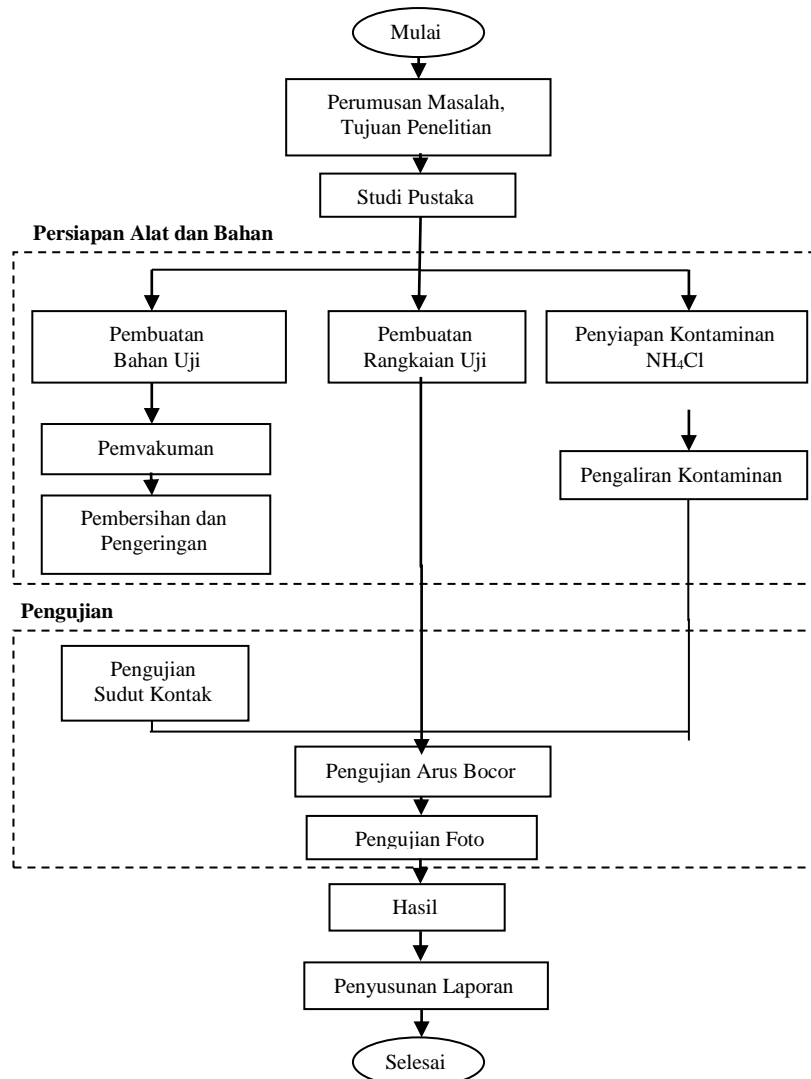 Mulai
Perumusan Masalah,
Tujuan Penelitian
Studi Pustaka
Persiapan Alat dan Bahan
Pembuatan
Bahan Uji
Pembuatan
Rangkaian Uji
Penyiapan Kontaminan
NH₄Cl
Pemvakuman
Pengaliran Kontaminan
Pembersihan dan
Pengeringan
Pengujian
Pengujian
Sudut Kontak
Pengujian Arus Bocor
Pengujian Foto
Hasil
Penyusunan Laporan
Selesai